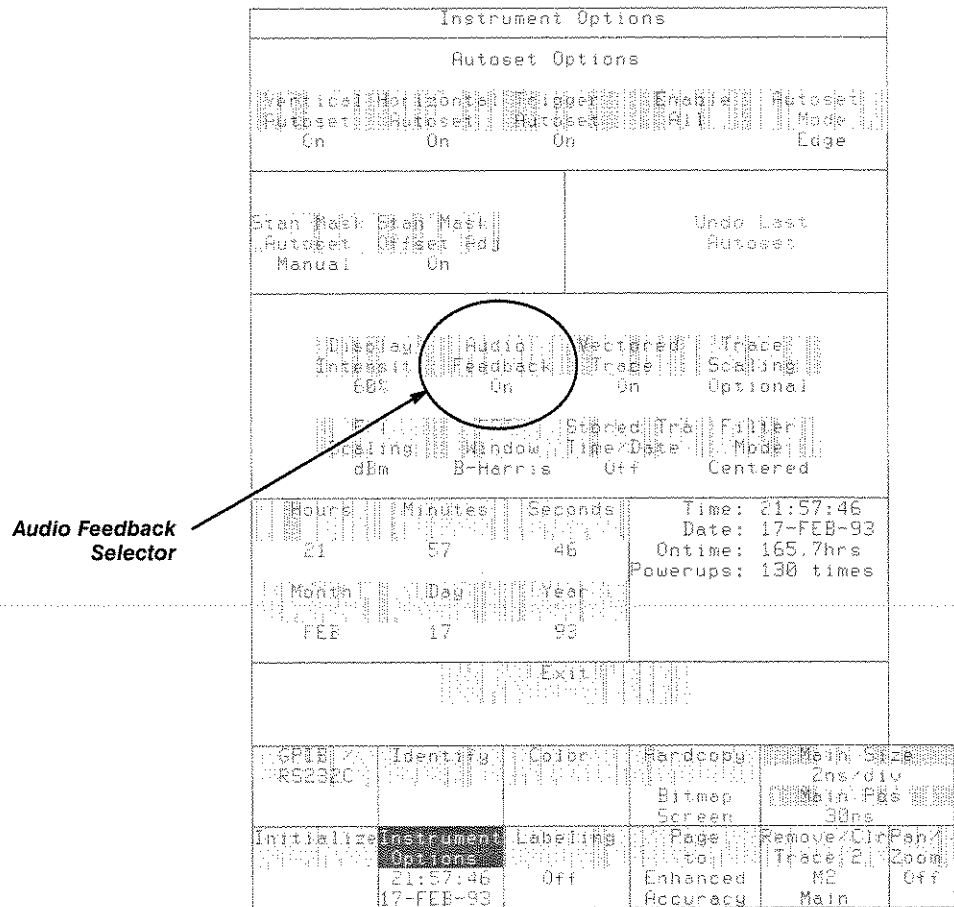 Instrument Options
Autoset Options
Vertical Horizontal Trigger Enable Autoset
Autoset Autoset Autoset All Mode
On On On Edge
Stan Mask Stan Mask Undo Last
Autoset Offset Adj Autoset
Manual On
Display Audio Vectored Trace
Intensit Feedback Trace Scaling
60% On On Optional
Stored Tra Filter
Scaling Window Time/Date Mode
dBm B-Harris Off Centered
Audio Feedback
Selector
Hours Minutes Seconds Time: 21:57:46
Date: 17-FEB-93
21 57 46 Ontime: 165.7hrs
Powerups: 130 times
Month Day Year
FEB 17 93
Exit
GPIB / Identify Color Hardcopy Main Size
RS232C 2ns/div
Bitmap Main Pos
Screen 30ns
Initialize Instrument Labeling Page Remove/Clr Pan/
Options to Trace 2 Zoom
21:57:46 Off Enhanced M2 Off
17-FEB-93 Accuracy Main